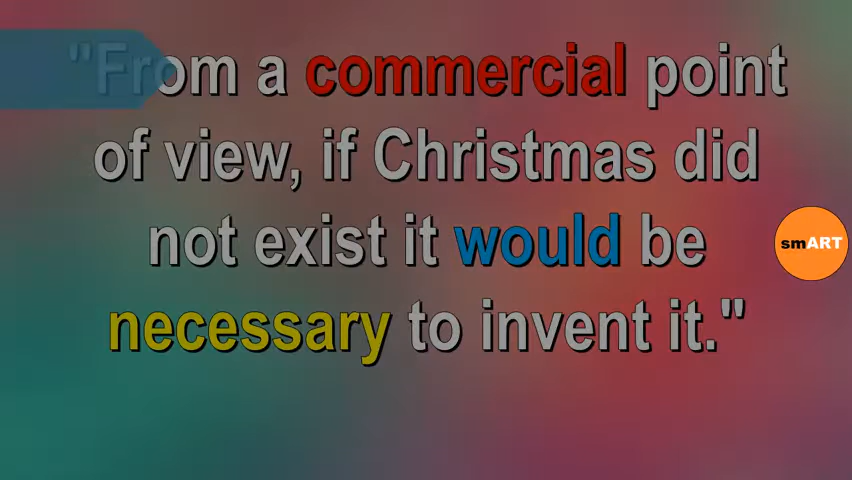 "From a commercial point
of view, if Christmas did
not exist it would be
necessary to invent it."
smART